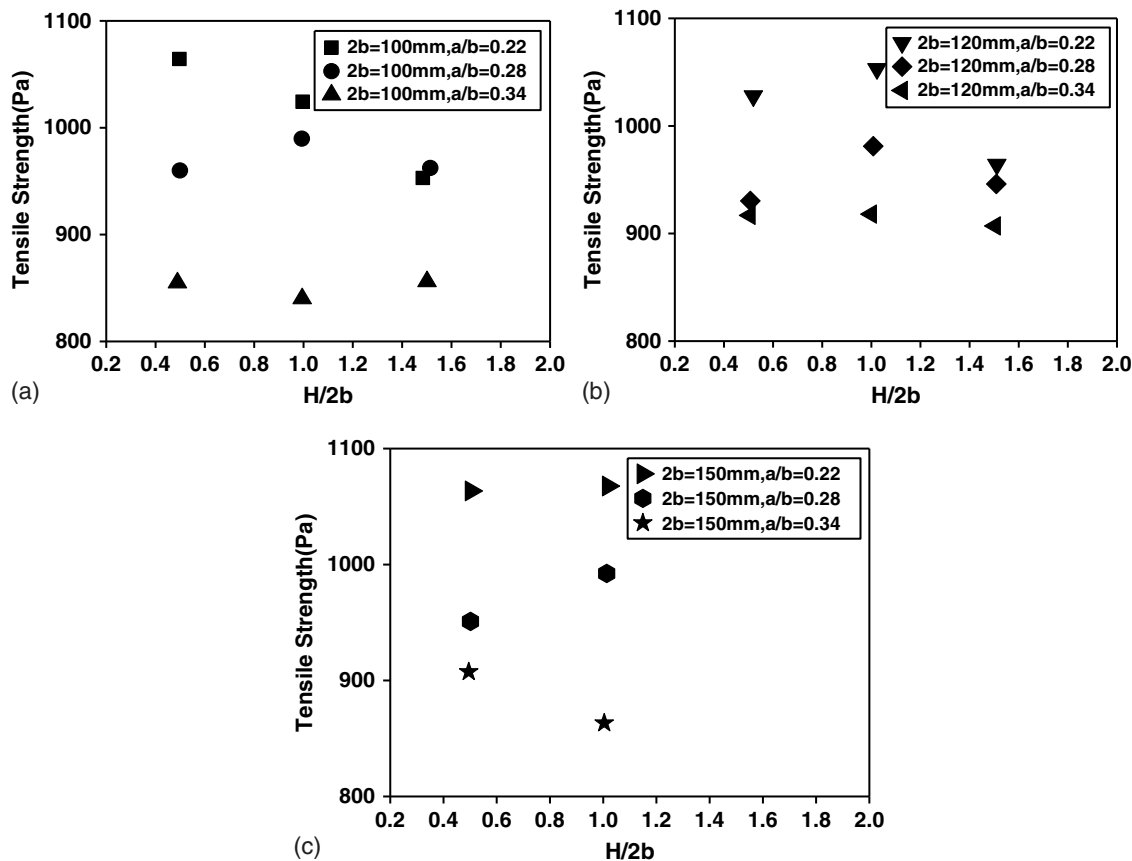 1100
1000
900
800
Tensile Strength(Pa)
2b=100mm,a/b=0.22
2b=100mm,a/b=0.28
2b=100mm,a/b=0.34
0.2 0.4 0.6 0.8 1.0 1.2 1.4 1.6 1.8 2.0
H/2b
(a)
1100
1000
900
800
Tensile Strength(Pa)
2b=120mm,a/b=0.22
2b=120mm,a/b=0.28
2b=120mm,a/b=0.34
0.2 0.4 0.6 0.8 1.0 1.2 1.4 1.6 1.8 2.0
H/2b
(b)
1100
1000
900
800
Tensile Strength(Pa)
2b=150mm,a/b=0.22
2b=150mm,a/b=0.28
2b=150mm,a/b=0.34
0.2 0.4 0.6 0.8 1.0 1.2 1.4 1.6 1.8 2.0
H/2b
(c)